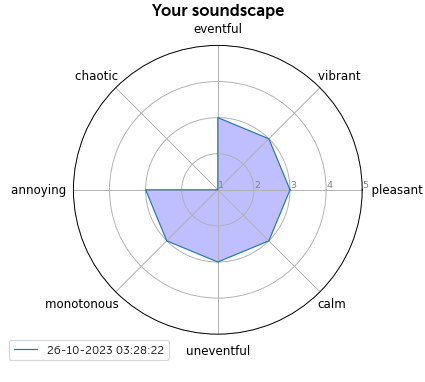 Your soundscape
eventful
chaotic
vibrant
annoying
1
2
3
4
5
pleasant
monotonous
calm
uneventful
26-10-2023 03:28:22